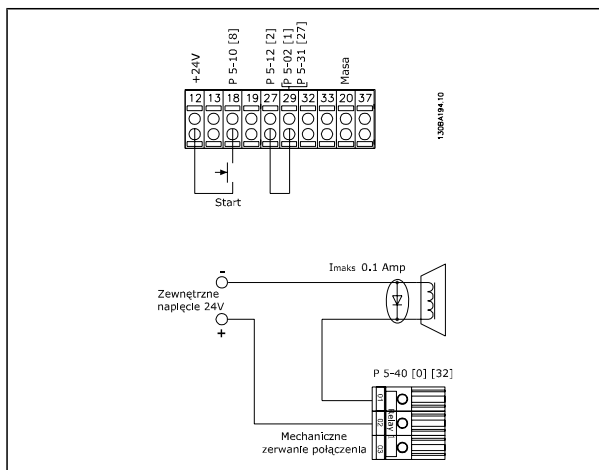 +24V
P 5-10 [8]
P 5-12 [2]
P 5-02 [1]
P 5-31 [27]
Masa
12 13 18 19 27 29 32 33 20 37
130BA194.10
Start
Imaks 0.1 Amp
-
Zewnętrzne
napięcie 24V
+
P 5-40 [0] [32]
01
02
03
Relay 1
Mechaniczne
zerwanie połączenia